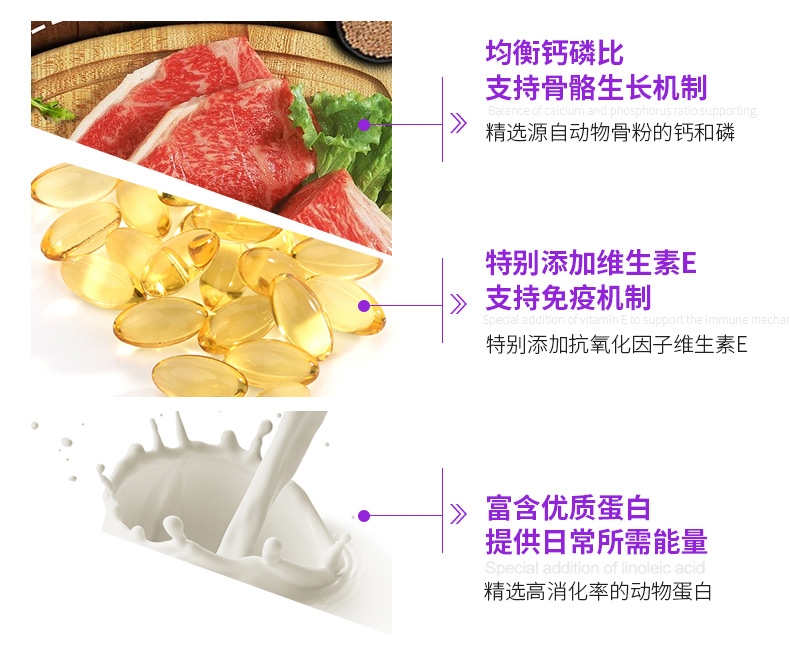 均衡钙磷比
支持骨骼生长机制
Balance of calcium and phosphorus ratio supporting
精选源自动物骨粉的钙和磷
特别添加维生素E
支持免疫机制
Special addition of vitamin E to support the immune mechar
特别添加抗氧化因子维生素E
富含优质蛋白
提供日常所需能量
Special addition of linoleic acid
精选高消化率的动物蛋白